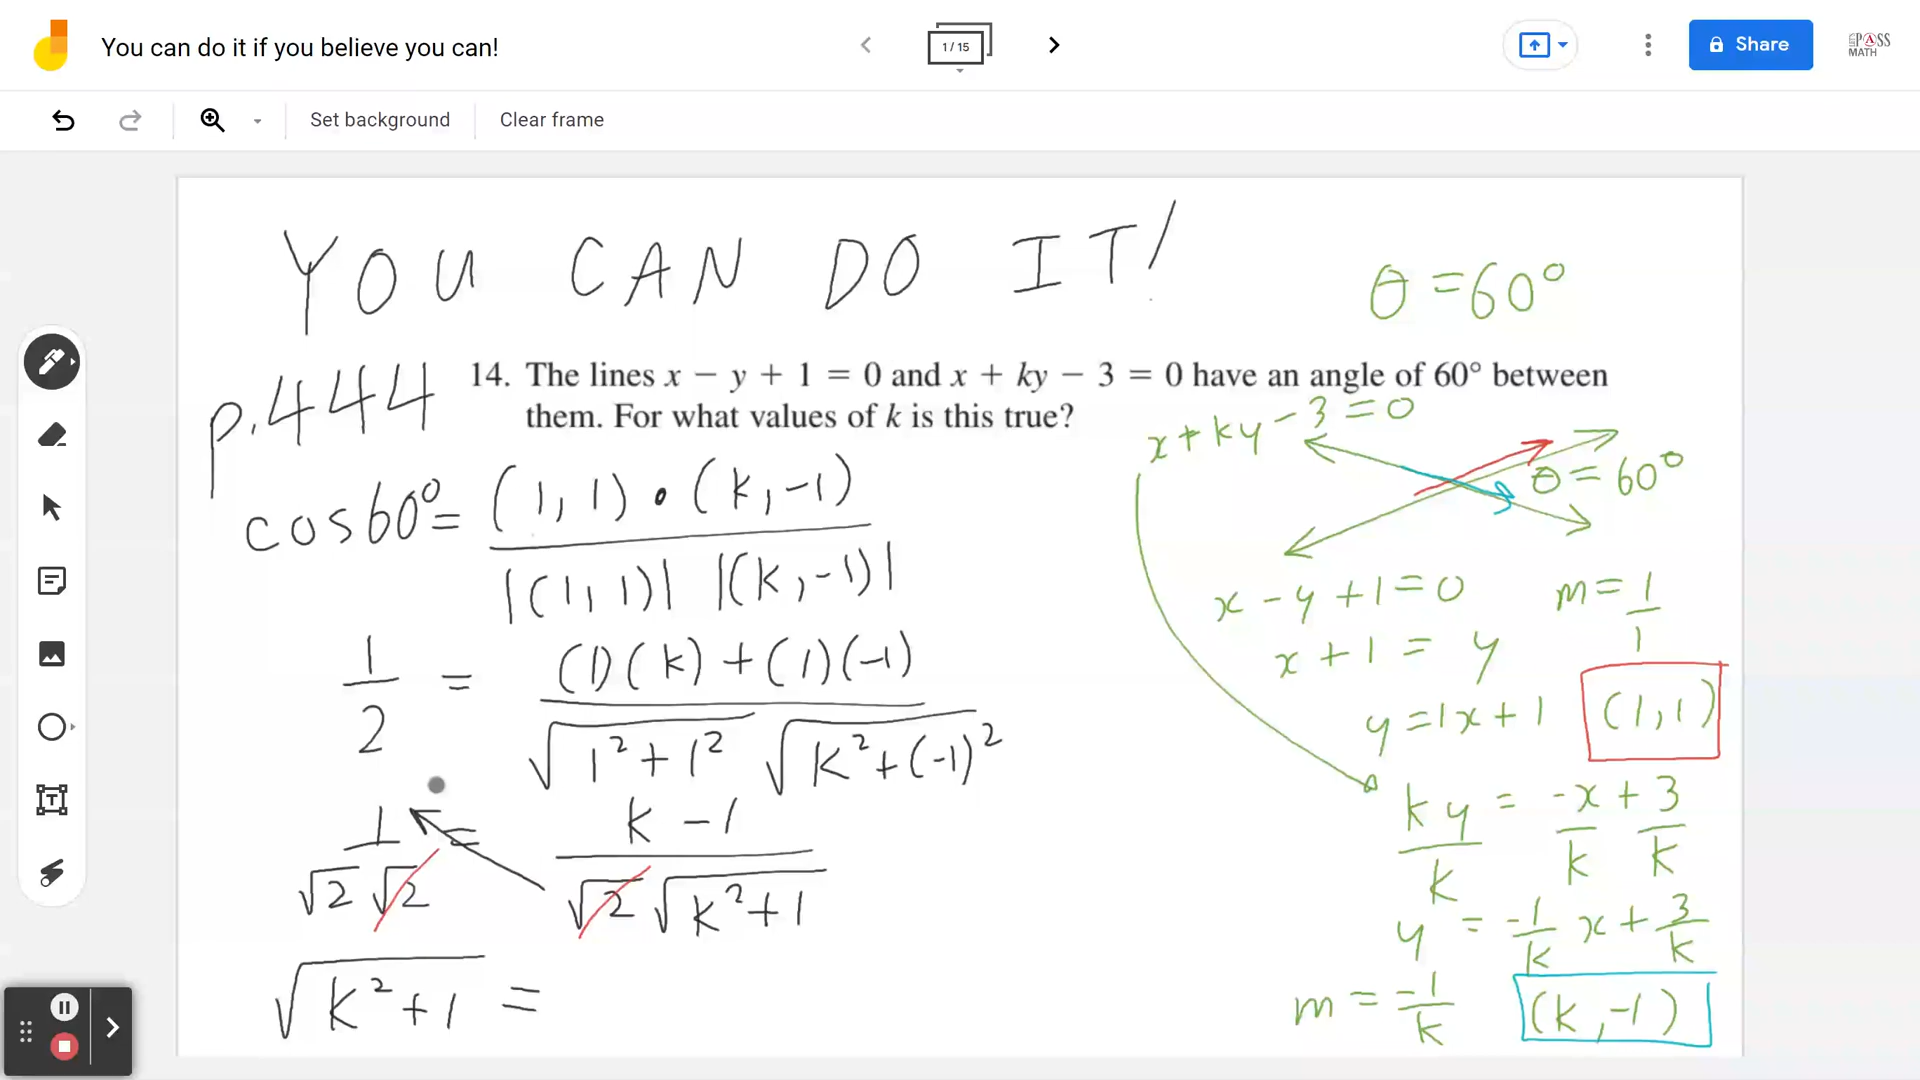 You can do it if you believe you can!
1 / 15
Share
PASS
MATH
Set background
Clear frame
YOU CAN DO IT!
θ = 60°
p.444
14. The lines x − y + 1 = 0 and x + ky − 3 = 0 have an angle of 60° between
them. For what values of k is this true?
cos60° = (1,1) • (k,-1)
|(1,1)| |(k,-1)|
1/2 = (1)(k) + (1)(-1)
√1²+1² √k²+(-1)²
1 = k - 1
√2 √2 √2 √k²+1
√k²+1 =
x + ky - 3 = 0
θ = 60°
x - y + 1 = 0 m = 1/1
x + 1 = y
y = 1x + 1 (1,1)
ky/k = -x/k + 3/k
y = -1/k x + 3/k
m = -1/k (k,-1)
T